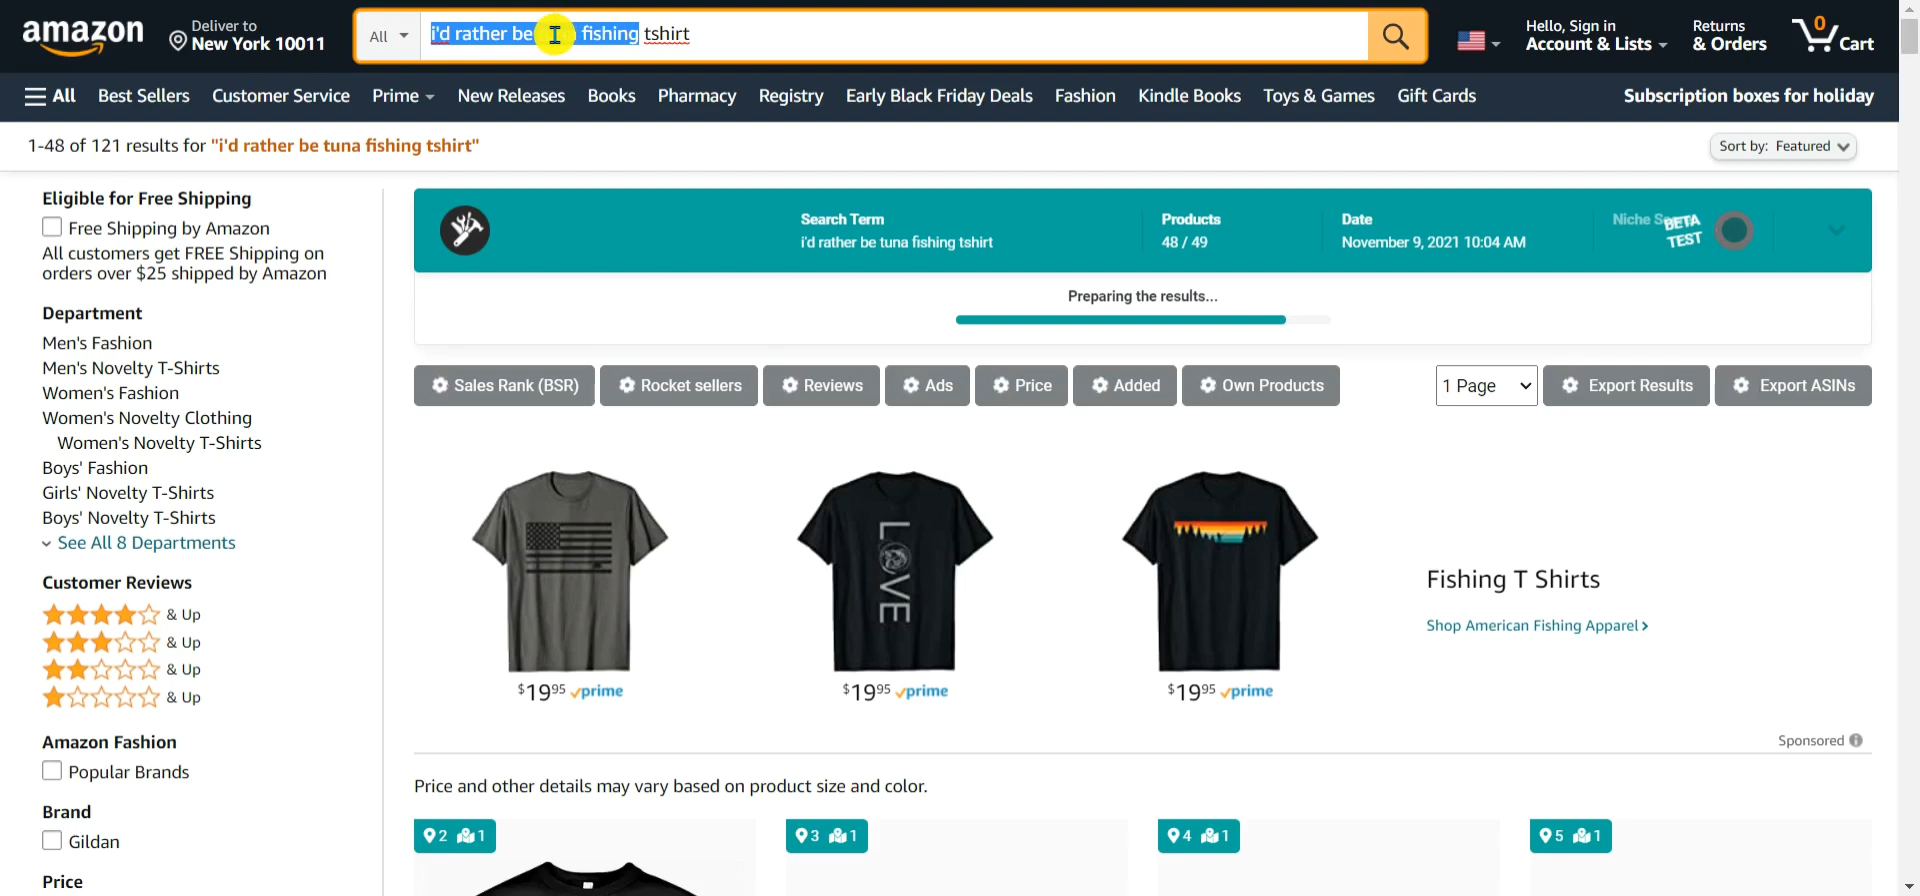 amazon
Deliver to
New York 10011
All
i'd rather be fishing tshirt
Hello, Sign in
Account & Lists
Returns
& Orders
0
Cart
All
Best Sellers
Customer Service
Prime
New Releases
Books
Pharmacy
Registry
Early Black Friday Deals
Fashion
Kindle Books
Toys & Games
Gift Cards
Subscription boxes for holiday
1-48 of 121 results for "i'd rather be tuna fishing tshirt"
Sort by: Featured
Eligible for Free Shipping
Free Shipping by Amazon
All customers get FREE Shipping on
orders over $25 shipped by Amazon
Department
Men's Fashion
Men's Novelty T-Shirts
Women's Fashion
Women's Novelty Clothing
Women's Novelty T-Shirts
Boys' Fashion
Girls' Novelty T-Shirts
Boys' Novelty T-Shirts
See All 8 Departments
Customer Reviews
& Up
& Up
& Up
& Up
Amazon Fashion
Popular Brands
Brand
Gildan
Price
Search Term
i'd rather be tuna fishing tshirt
Products
48 / 49
Date
November 9, 2021 10:04 AM
Niche
BETA
TEST
Preparing the results...
Sales Rank (BSR)
Rocket sellers
Reviews
Ads
Price
Added
Own Products
1 Page
Export Results
Export ASINs
LOVE
$19.95 prime
$19.95 prime
$19.95 prime
Fishing T Shirts
Shop American Fishing Apparel
Sponsored
Price and other details may vary based on product size and color.
2 1
3 1
4 1
5 1